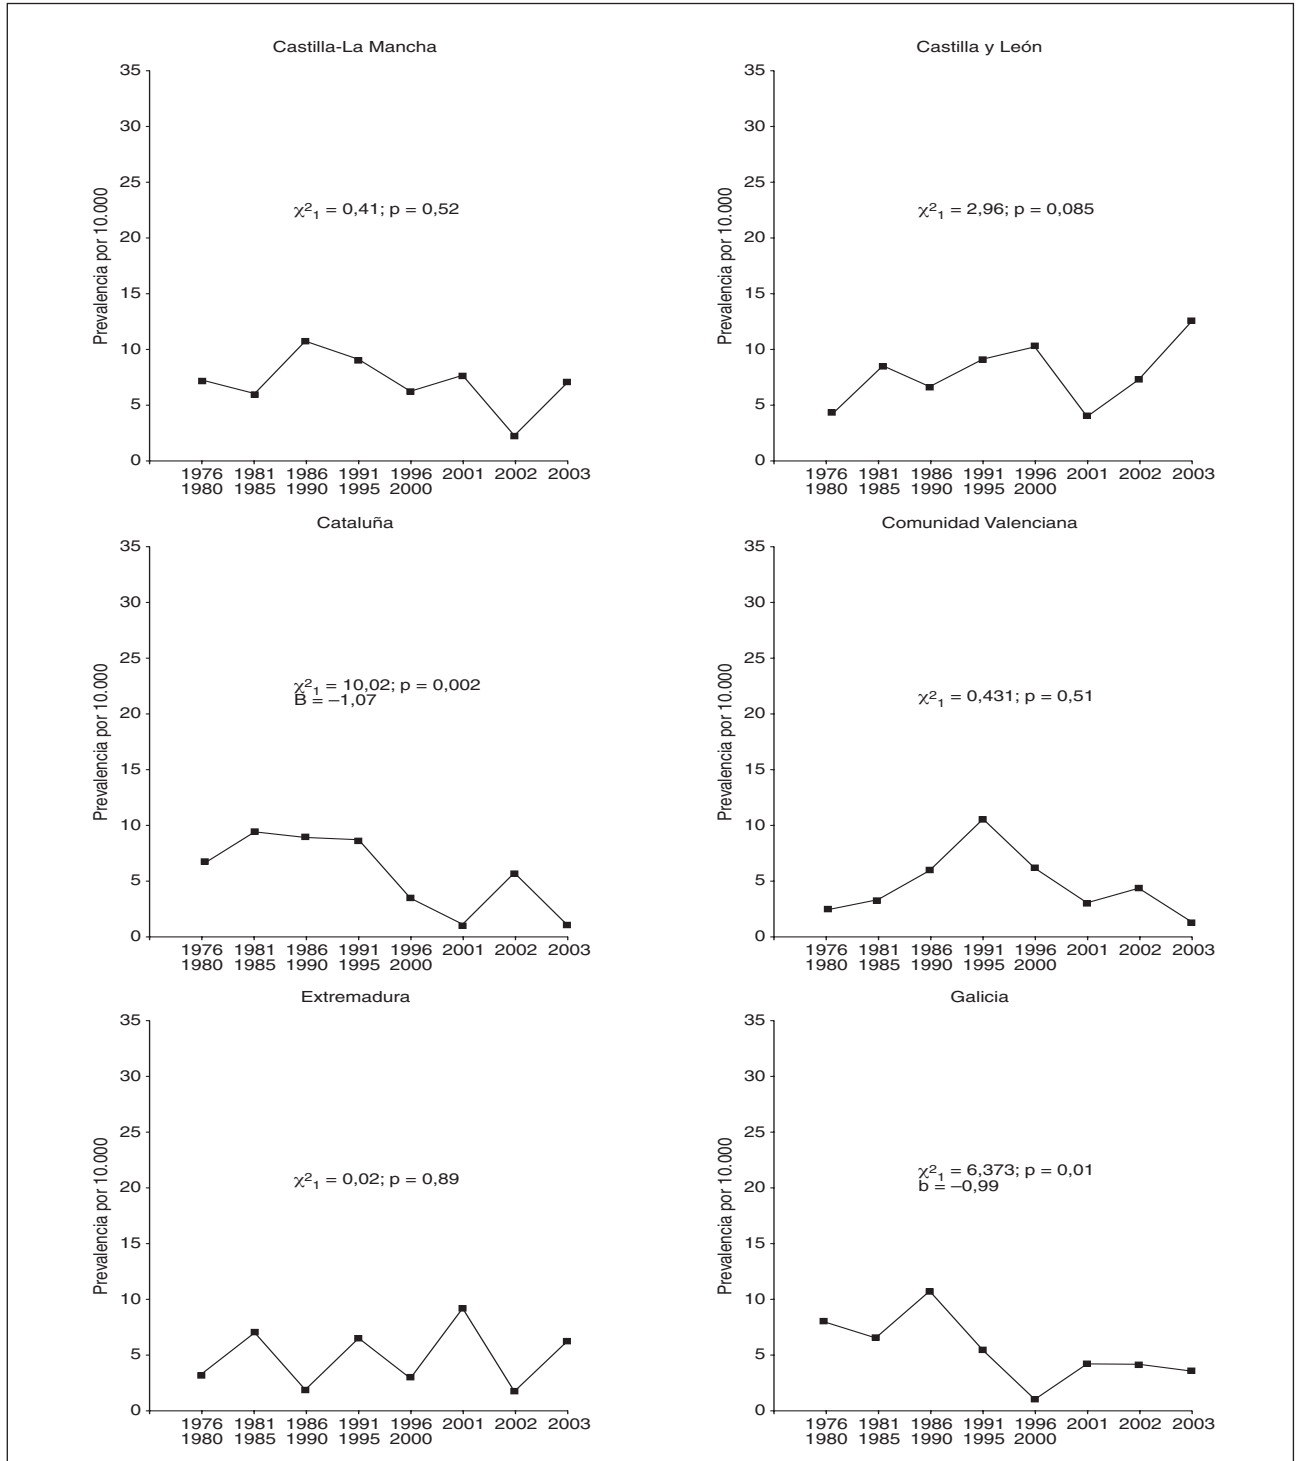 Castilla-La Mancha
35
30
25
20
15
10
5
0
Prevalencia por 10.000
χ²₁ = 0,41; p = 0,52
1976 1981 1986 1991 1996 2001 2002 2003
1980 1985 1990 1995 2000
Castilla y León
35
30
25
20
15
10
5
0
Prevalencia por 10.000
χ²₁ = 2,96; p = 0,085
1976 1981 1986 1991 1996 2001 2002 2003
1980 1985 1990 1995 2000
Cataluña
35
30
25
20
15
10
5
0
Prevalencia por 10.000
χ²₁ = 10,02; p = 0,002
B = –1,07
1976 1981 1986 1991 1996 2001 2002 2003
1980 1985 1990 1995 2000
Comunidad Valenciana
35
30
25
20
15
10
5
0
Prevalencia por 10.000
χ²₁ = 0,431; p = 0,51
1976 1981 1986 1991 1996 2001 2002 2003
1980 1985 1990 1995 2000
Extremadura
35
30
25
20
15
10
5
0
Prevalencia por 10.000
χ²₁ = 0,02; p = 0,89
1976 1981 1986 1991 1996 2001 2002 2003
1980 1985 1990 1995 2000
Galicia
35
30
25
20
15
10
5
0
Prevalencia por 10.000
χ²₁ = 6,373; p = 0,01
b = –0,99
1976 1981 1986 1991 1996 2001 2002 2003
1980 1985 1990 1995 2000